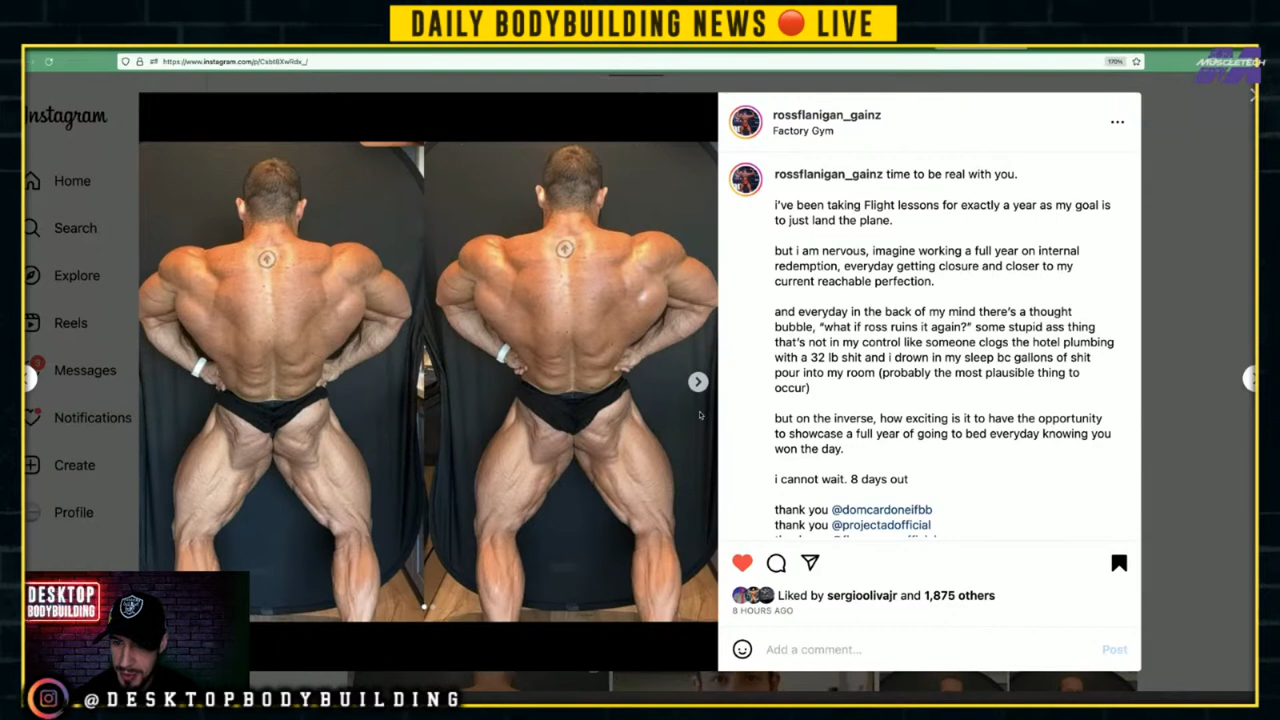 DAILY BODYBUILDING NEWS LIVE
https://www.instagram.com/p/Csbt8XwRdx_/
170%
MUSCLETECH
Instagram
Home
Search
Explore
Reels
Messages
Notifications
Create
Profile
rossflanigan_gainz
Factory Gym
rossflanigan_gainz time to be real with you.
i've been taking Flight lessons for exactly a year as my goal is
to just land the plane.
but i am nervous, imagine working a full year on internal
redemption, everyday getting closure and closer to my
current reachable perfection.
and everyday in the back of my mind there's a thought
bubble, "what if ross ruins it again?" some stupid ass thing
that's not in my control like someone clogs the hotel plumbing
with a 32 lb shit and i drown in my sleep bc gallons of shit
pour into my room (probably the most plausible thing to
occur)
but on the inverse, how exciting is it to have the opportunity
to showcase a full year of going to bed everyday knowing you
won the day.
i cannot wait. 8 days out
thank you @domcardoneifbb
thank you @projectadofficial
Liked by sergioolivajr and 1,875 others
8 HOURS AGO
Add a comment...
Post
DESKTOP
BODYBUILDING
@DESKTOPBODYBUILDING